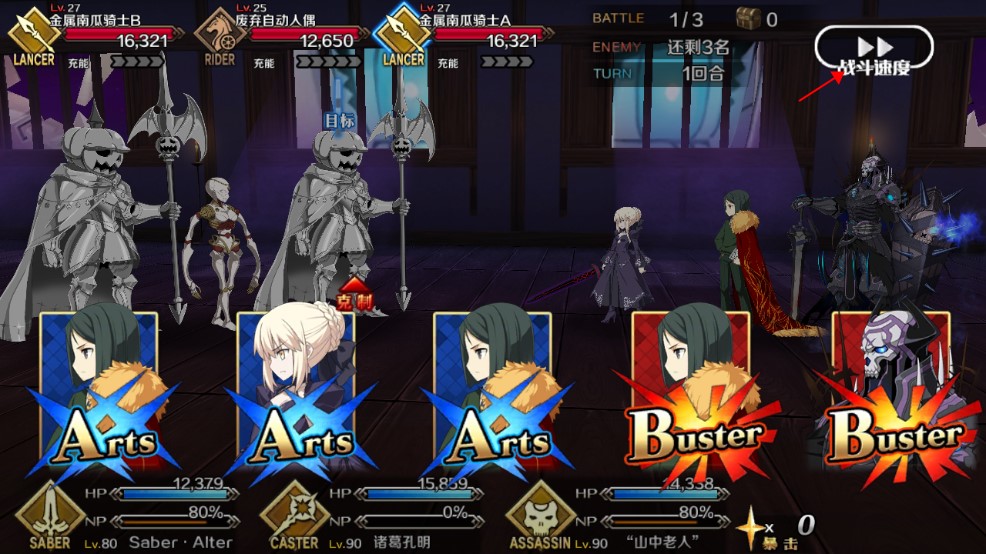 Lv.27
金属南瓜骑士B
16,321
LANCER
充能
Lv.25
废弃自动人偶
12,650
RIDER
充能
Lv.27
金属南瓜骑士A
16,321
LANCER
充能
BATTLE 1/3 0
ENEMY 还剩3名
TURN 1回合
战斗速度
目标
克制
Arts
Arts
Arts
Buster
Buster
HP 12,379
NP 80%
SABER Lv.80 Saber·Alter
HP 15,859
NP 0%
CASTER Lv.90 诸葛孔明
HP 14,338
NP 80%
ASSASSIN Lv.90 “山中老人”
x 0
暴击